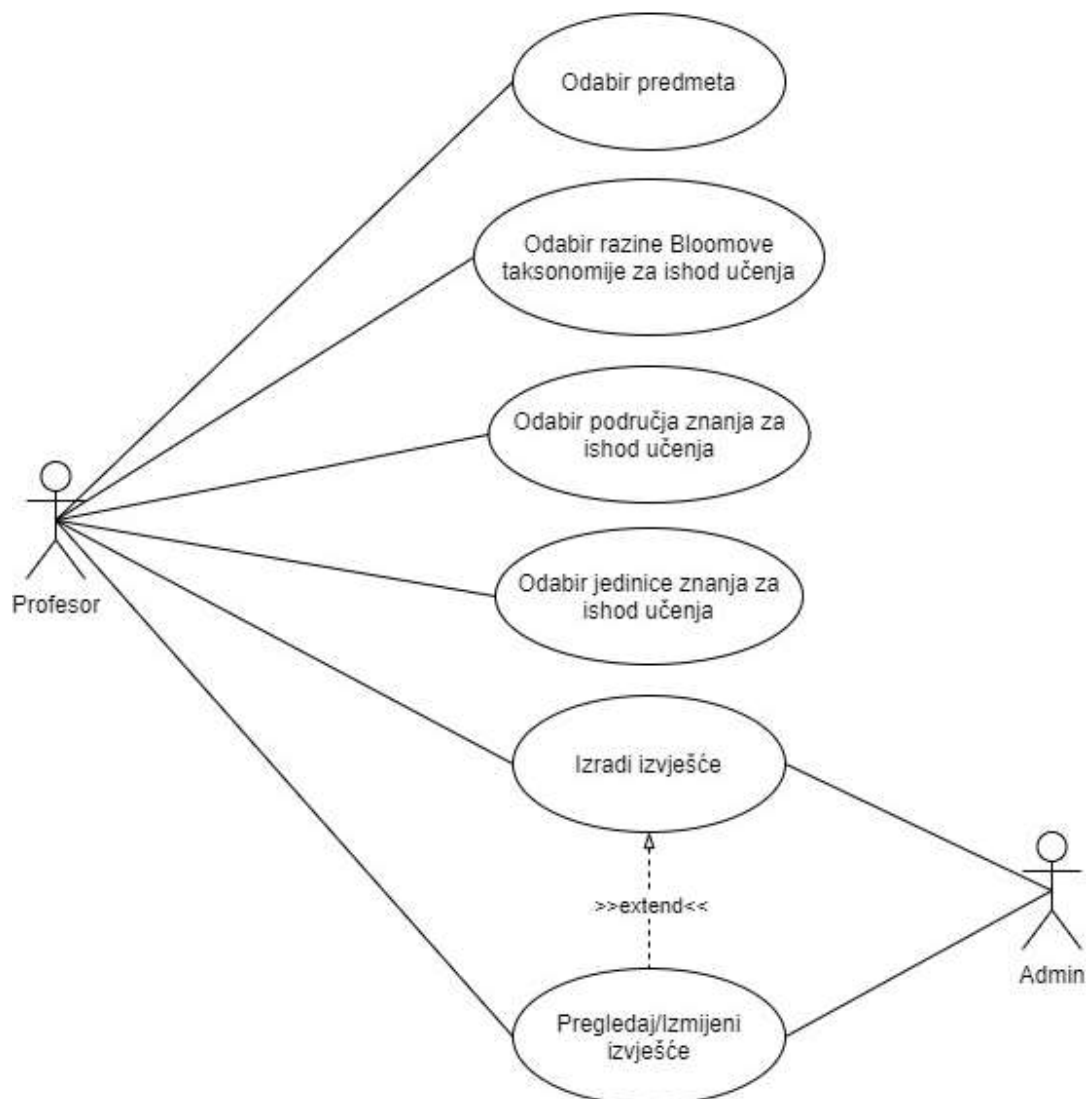 Odabir predmeta
Odabir razine Bloomove
taksonomije za ishod učenja
Odabir područja znanja za
ishod učenja
Profesor
Odabir jedinice znanja za
ishod učenja
Izradi izvješće
>>extend<<
Admin
Pregledaj/Izmijeni
izvješće